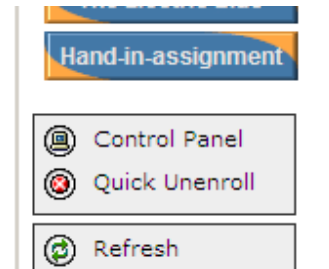 Hand-in-assignment
Control Panel
Quick Unenroll
Refresh